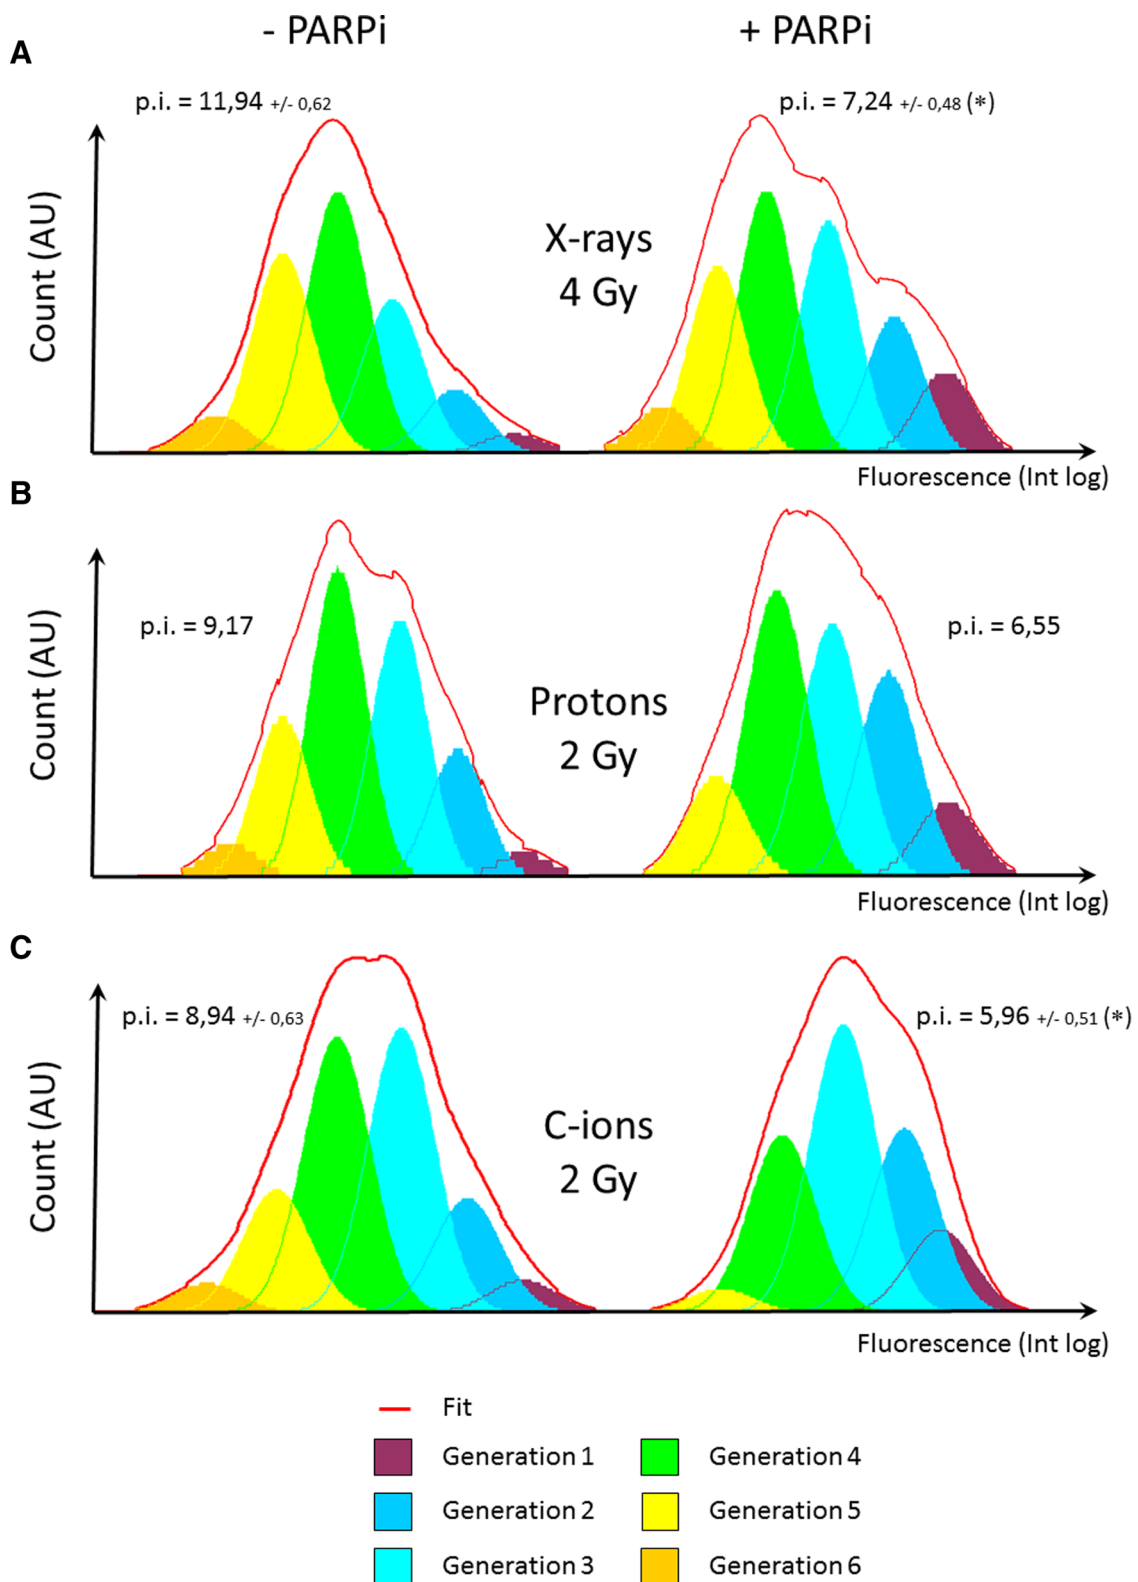 - PARPi
+ PARPi
A
p.i. = 11,94 +/- 0,62
p.i. = 7,24 +/- 0,48 (*)
Count (AU)
X-rays
4 Gy
Fluorescence (Int log)
B
p.i. = 9,17
p.i. = 6,55
Count (AU)
Protons
2 Gy
Fluorescence (Int log)
C
p.i. = 8,94 +/- 0,63
p.i. = 5,96 +/- 0,51 (*)
Count (AU)
C-ions
2 Gy
Fluorescence (Int log)
Fit
Generation 1
Generation 4
Generation 2
Generation 5
Generation 3
Generation 6